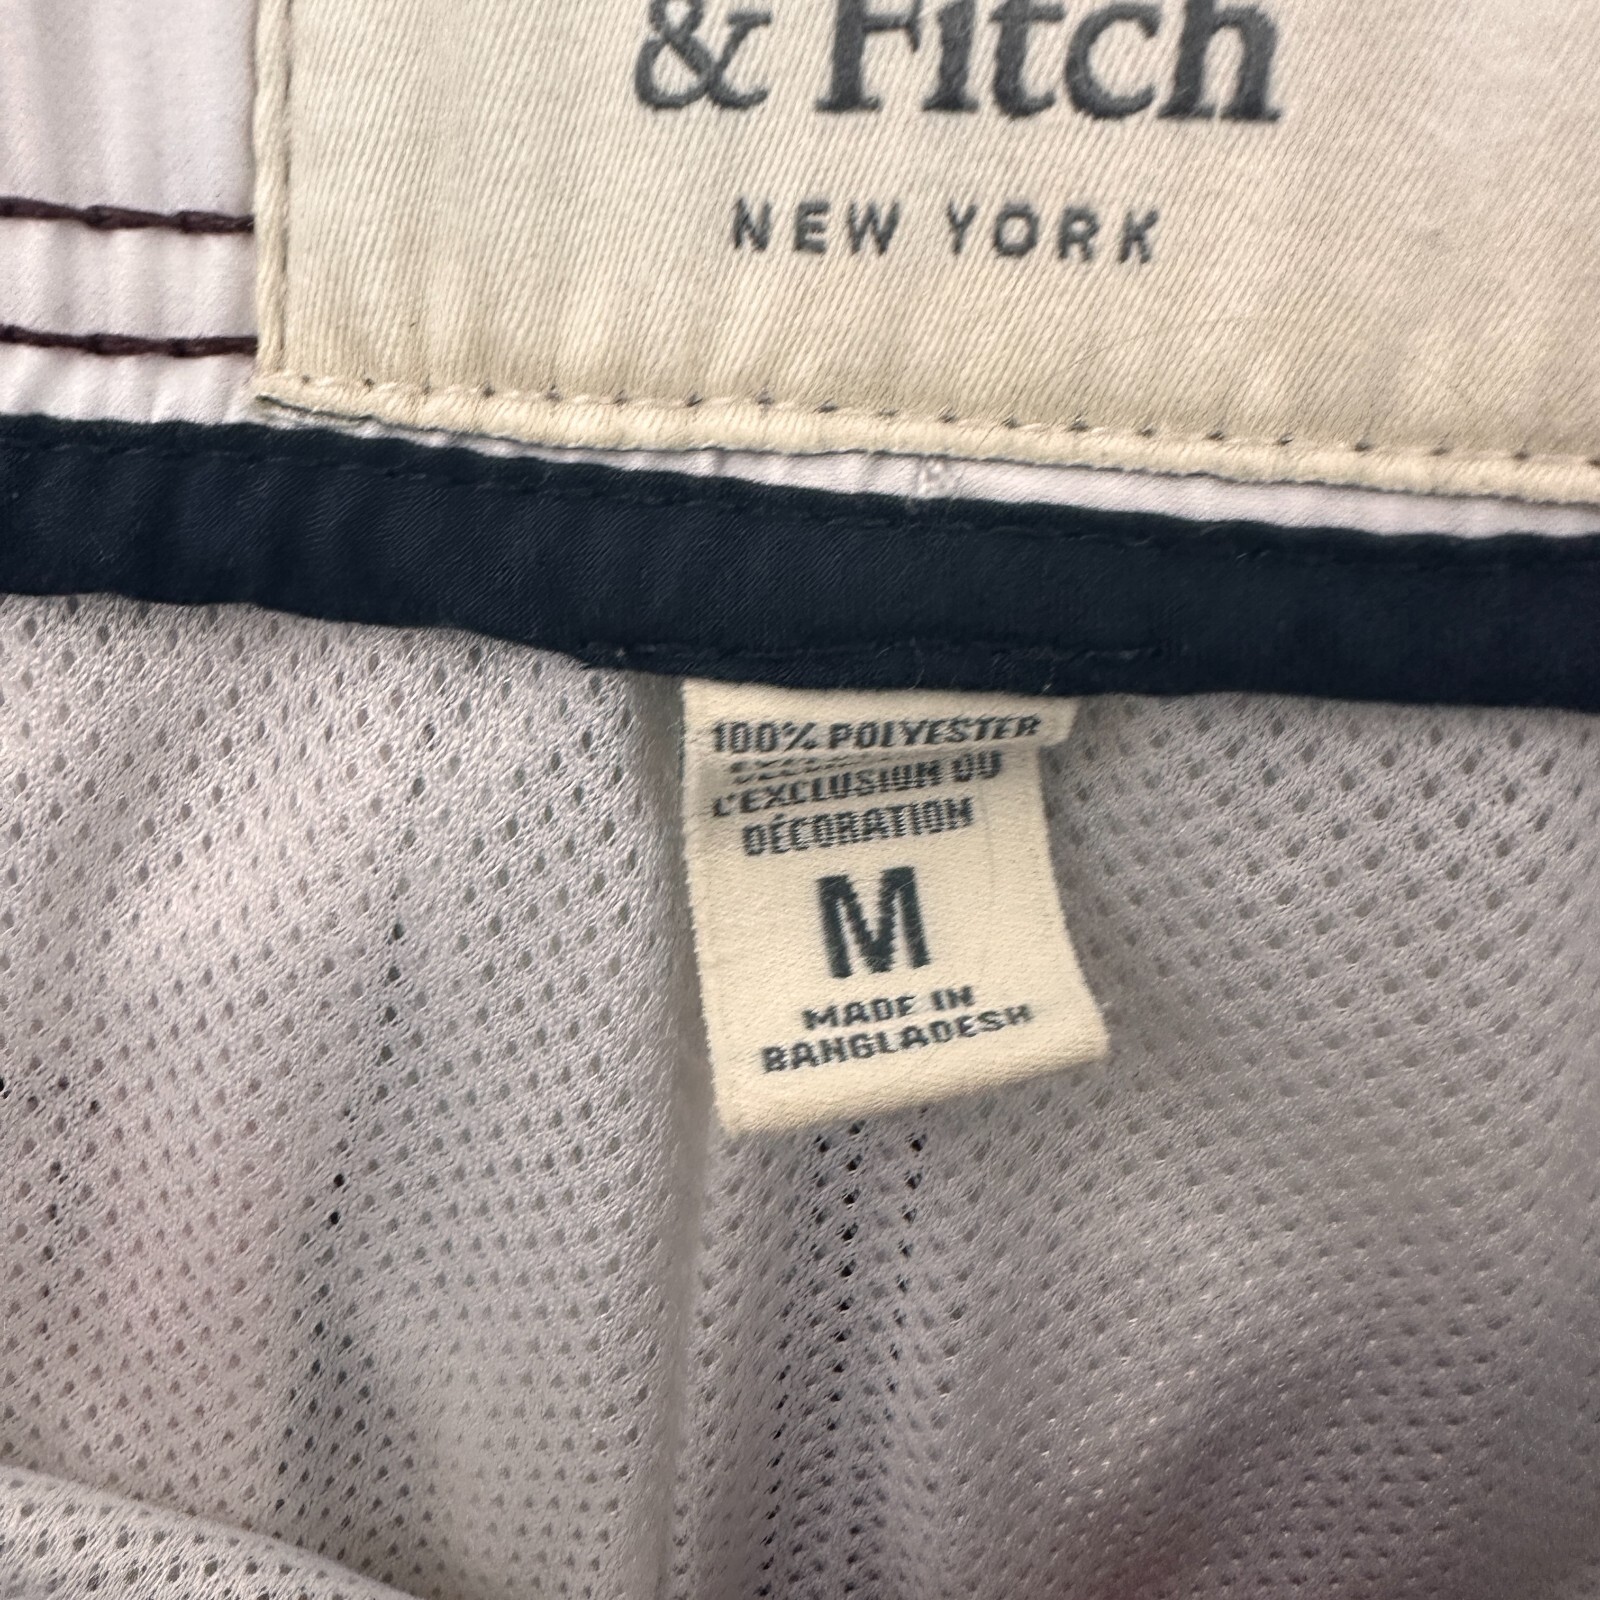 & Fitch
NEW YORK
100% POLYESTER
L'EXCLUSION OU
DÉCORATION
M
MADE IN
BANGLADESH